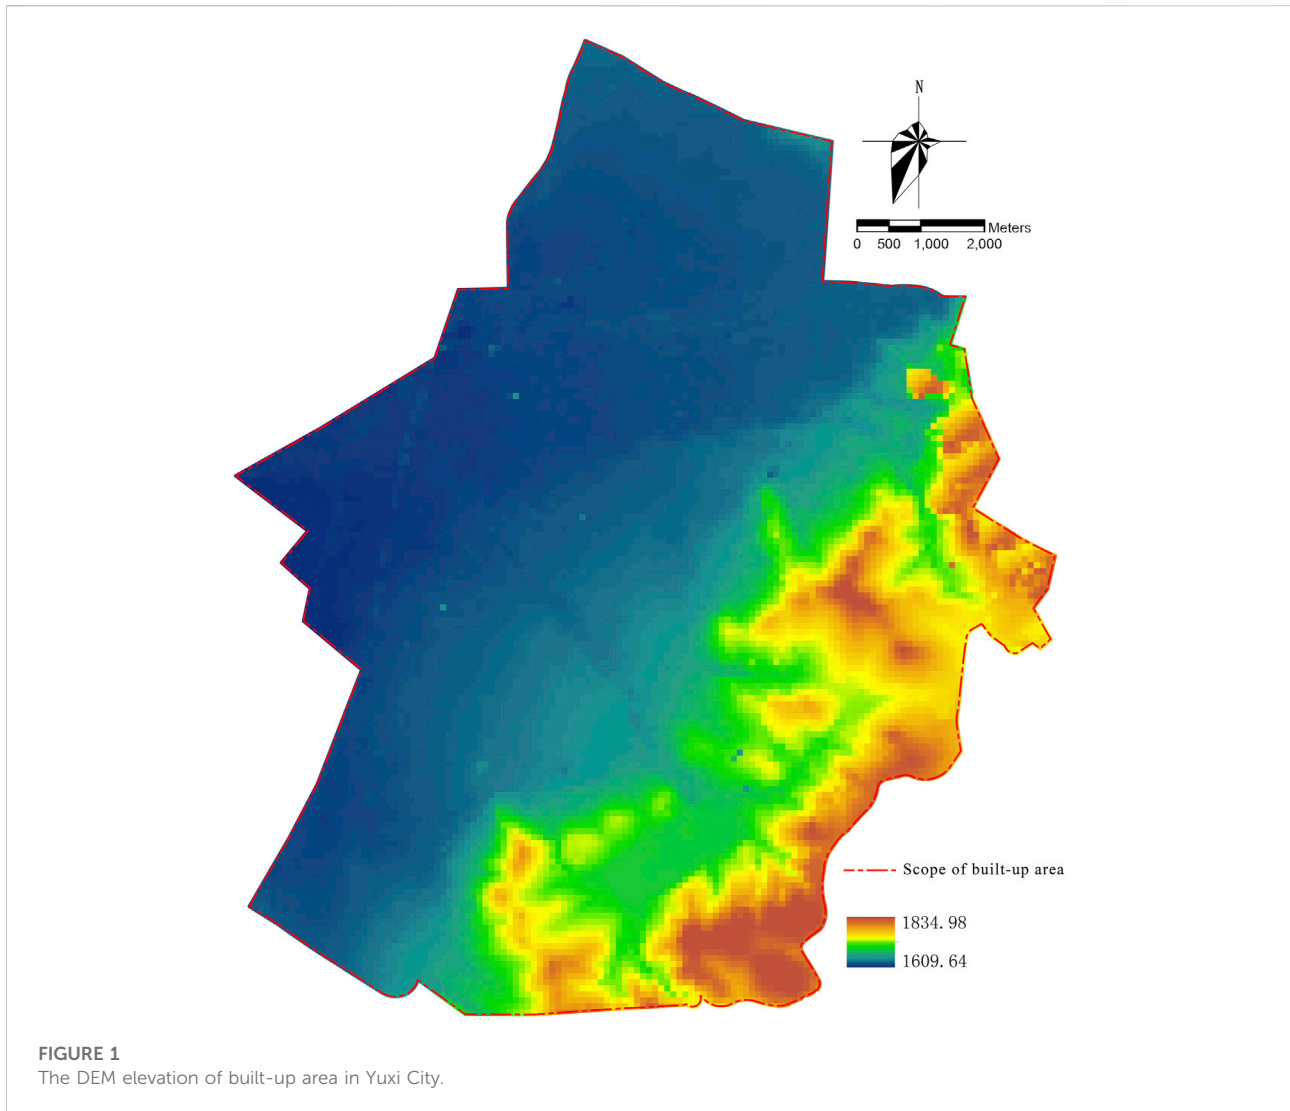 N
Meters
0 500 1,000 2,000
Scope of built-up area
1834.98
1609.64
FIGURE 1
The DEM elevation of built-up area in Yuxi City.